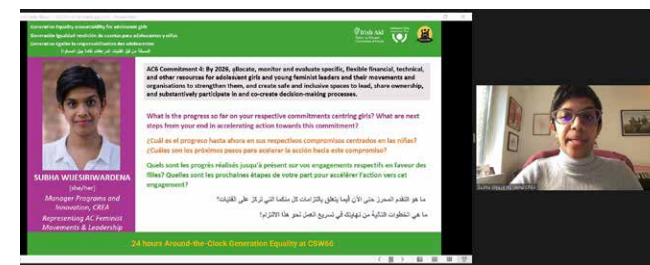 Generation Equality accountability for adolescent girls
Generación Igualdad rendición de cuentas para adolescentes y niñas
Génération égalité la responsabilisation des adolescentes
Irish Aid
AC6 Commitment 4: By 2026, allocate, monitor and evaluate specific, flexible financial, technical,
and other resources for adolescent girls and young feminist leaders and their movements and
organisations to strengthen them, and create safe and inclusive spaces to lead, share ownership,
and substantively participate in and co-create decision-making processes.
What is the progress so far on your respective commitments centring girls? What are next
steps from your end in accelerating action towards this commitment?
¿Cuál es el progreso hasta ahora en sus respectivos compromisos centrados en las niñas?
¿Cuáles son los próximos pasos para acelerar la acción hacia este compromiso?
Quels sont les progrès réalisés jusqu'à présent sur vos engagements respectifs en faveur des
filles? Quelles sont les prochaines étapes de votre part pour accélérer l'action vers cet
engagement?
ما هو التقدم المحرز حتى الآن فيما يتعلق بالتزامات كل منكما التي تركز على الفتيات؟
ما هي الخطوات التالية من نهايتك في تسريع العمل نحو هذا الالتزام؟
SUBHA WIJESIRIWARDENA
(she/her)
Manager Programs and
Innovation, CREA
Representing AC Feminist
Movements & Leadership
24 hours Around-the-Clock Generation Equality at CSW66